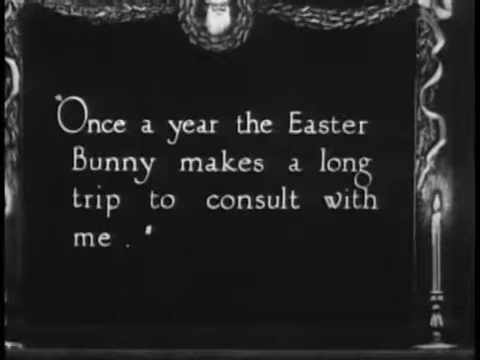 "Once a year the Easter
Bunny makes a long
trip to consult with
me."